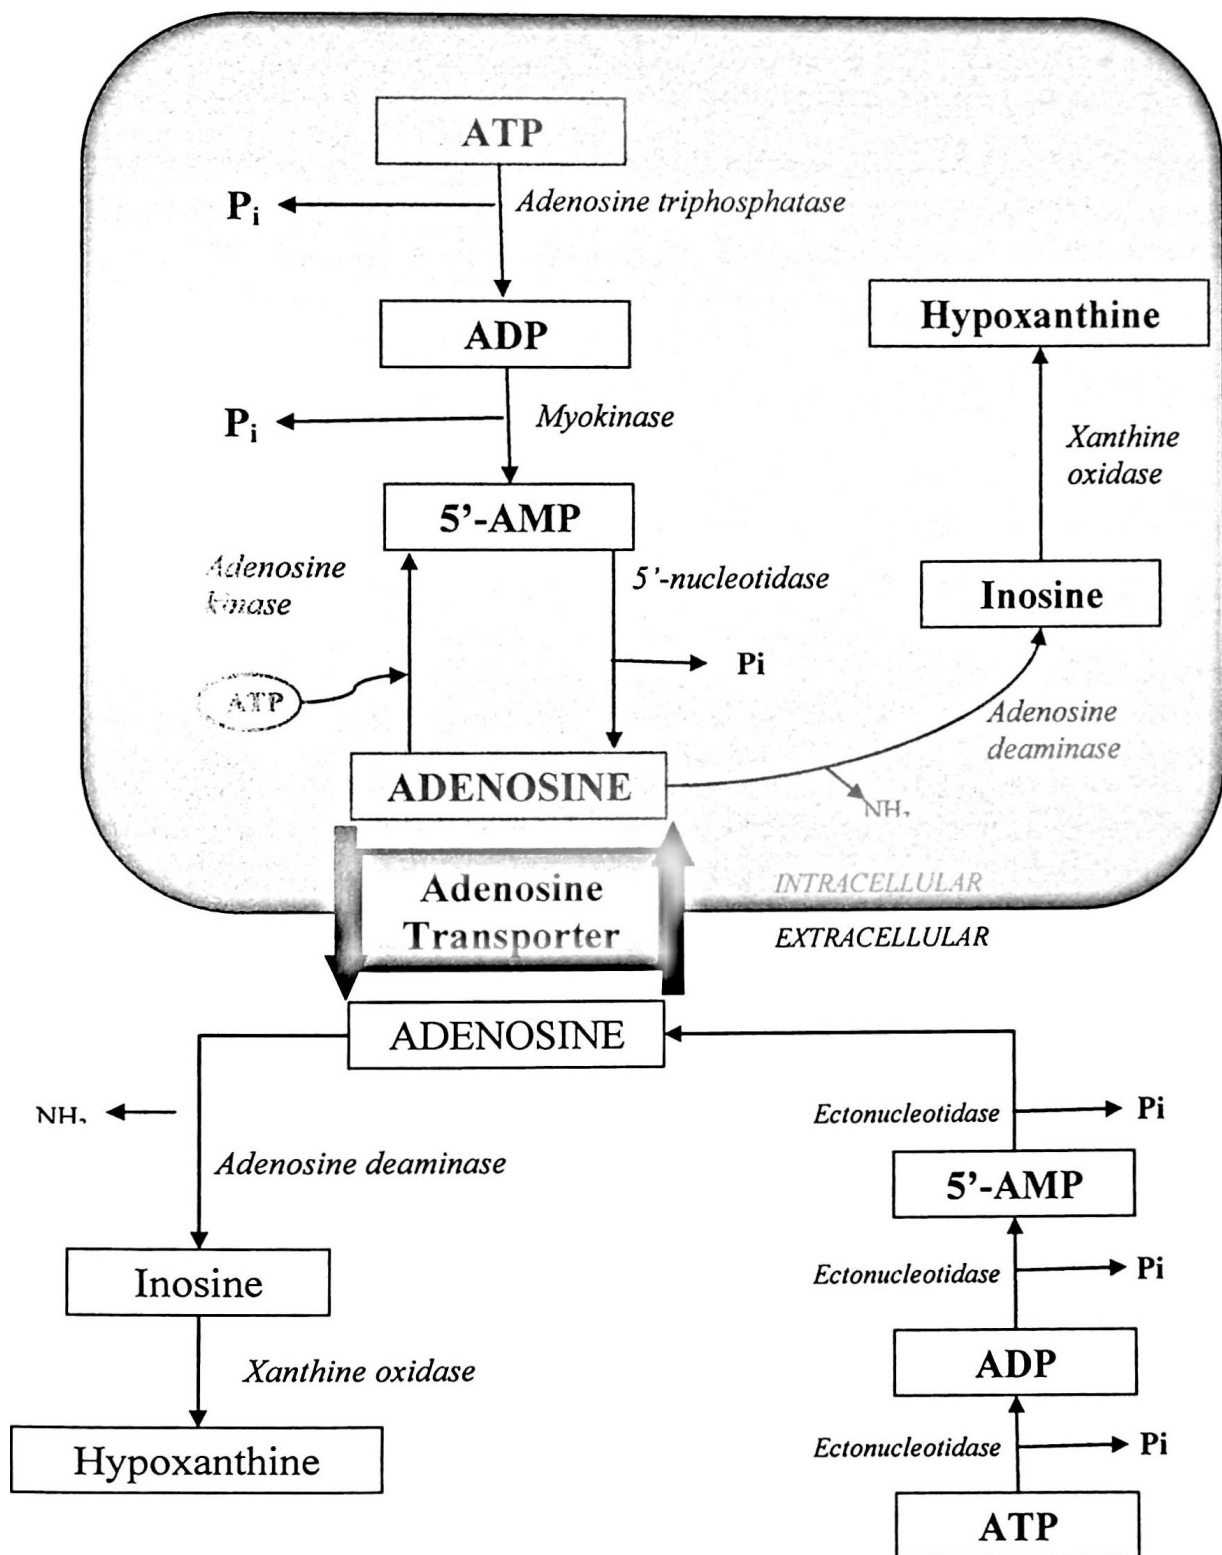 ATP
Pᵢ
Adenosine triphosphatase
ADP
Hypoxanthine
Pᵢ
Myokinase
Xanthine
oxidase
5’-AMP
Adenosine
kinase
5’-nucleotidase
Inosine
Pi
ATP
Adenosine
deaminase
ADENOSINE
NH
Adenosine
Transporter
INTRACELLULAR
EXTRACELLULAR
ADENOSINE
NH
Ectonucleotidase
Pi
Adenosine deaminase
5’-AMP
Inosine
Ectonucleotidase
Pi
ADP
Xanthine oxidase
Ectonucleotidase
Pi
Hypoxanthine
ATP